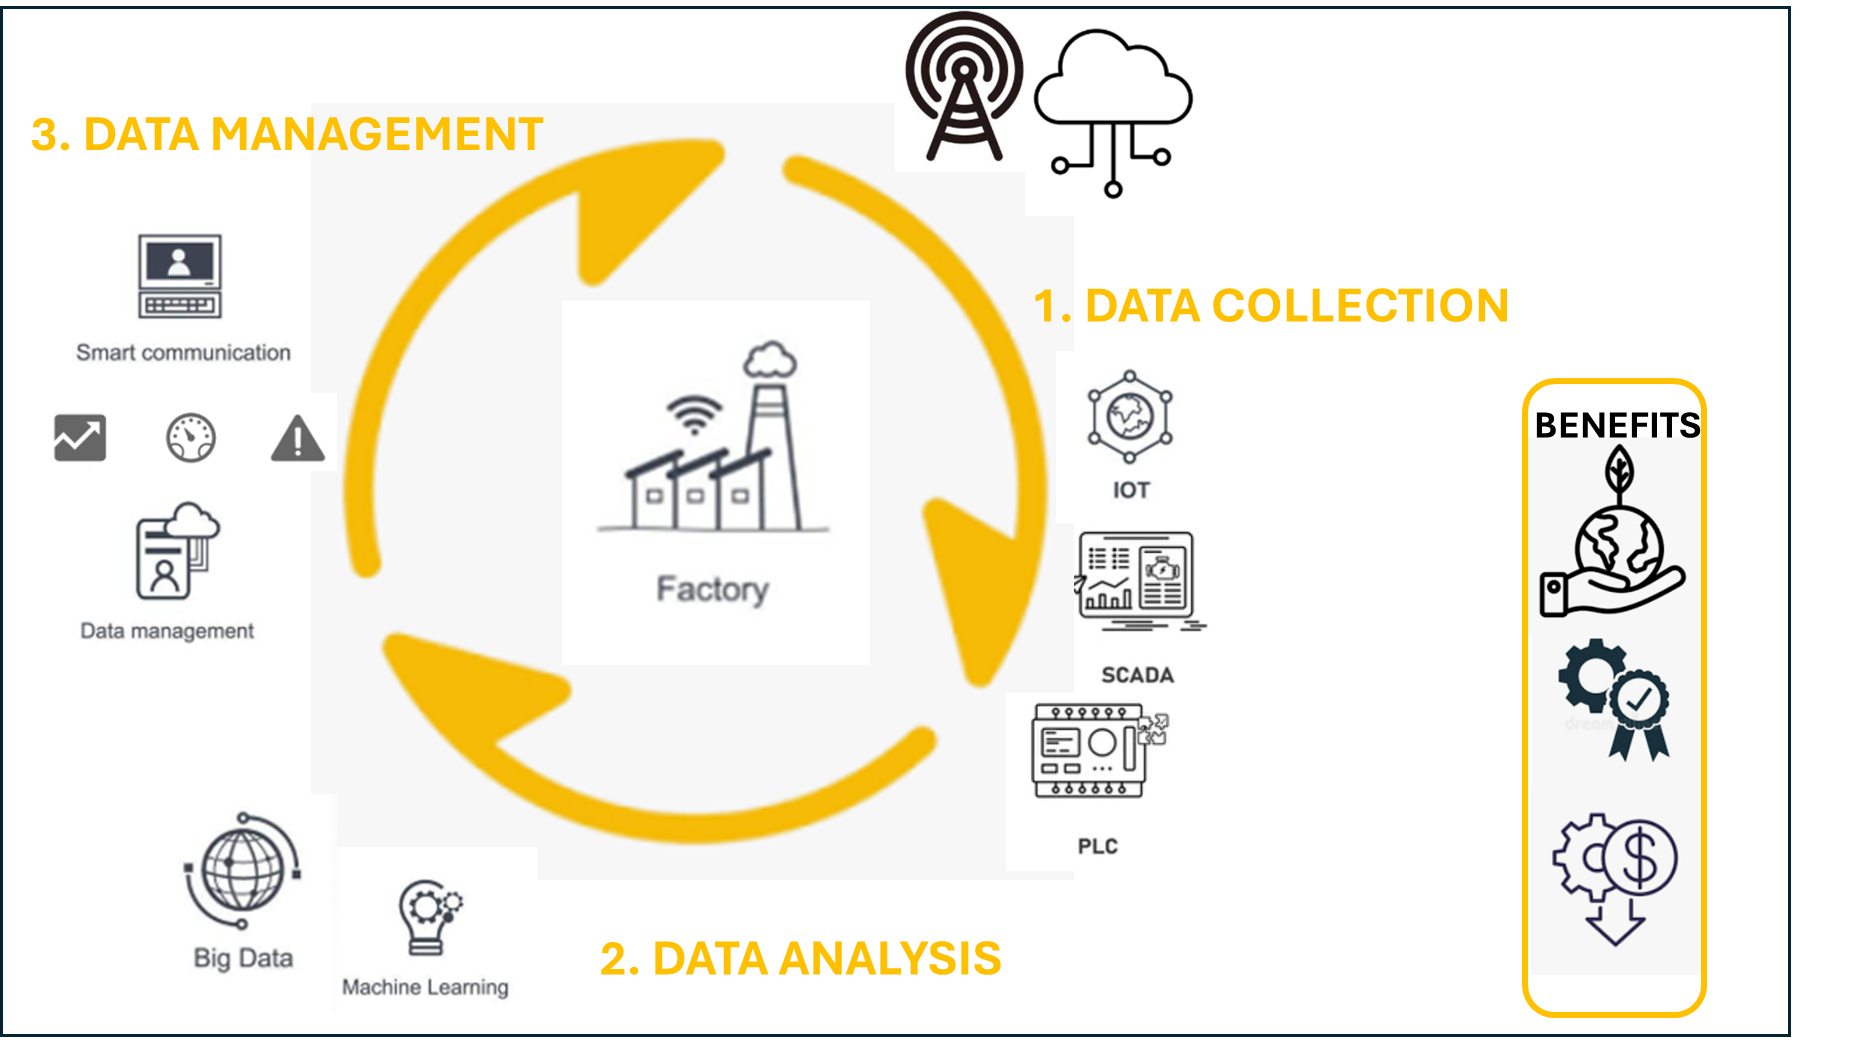 3. DATA MANAGEMENT
Smart communication
Data management
Big Data
Machine Learning
Factory
1. DATA COLLECTION
IOT
SCADA
PLC
2. DATA ANALYSIS
BENEFITS
$
dream